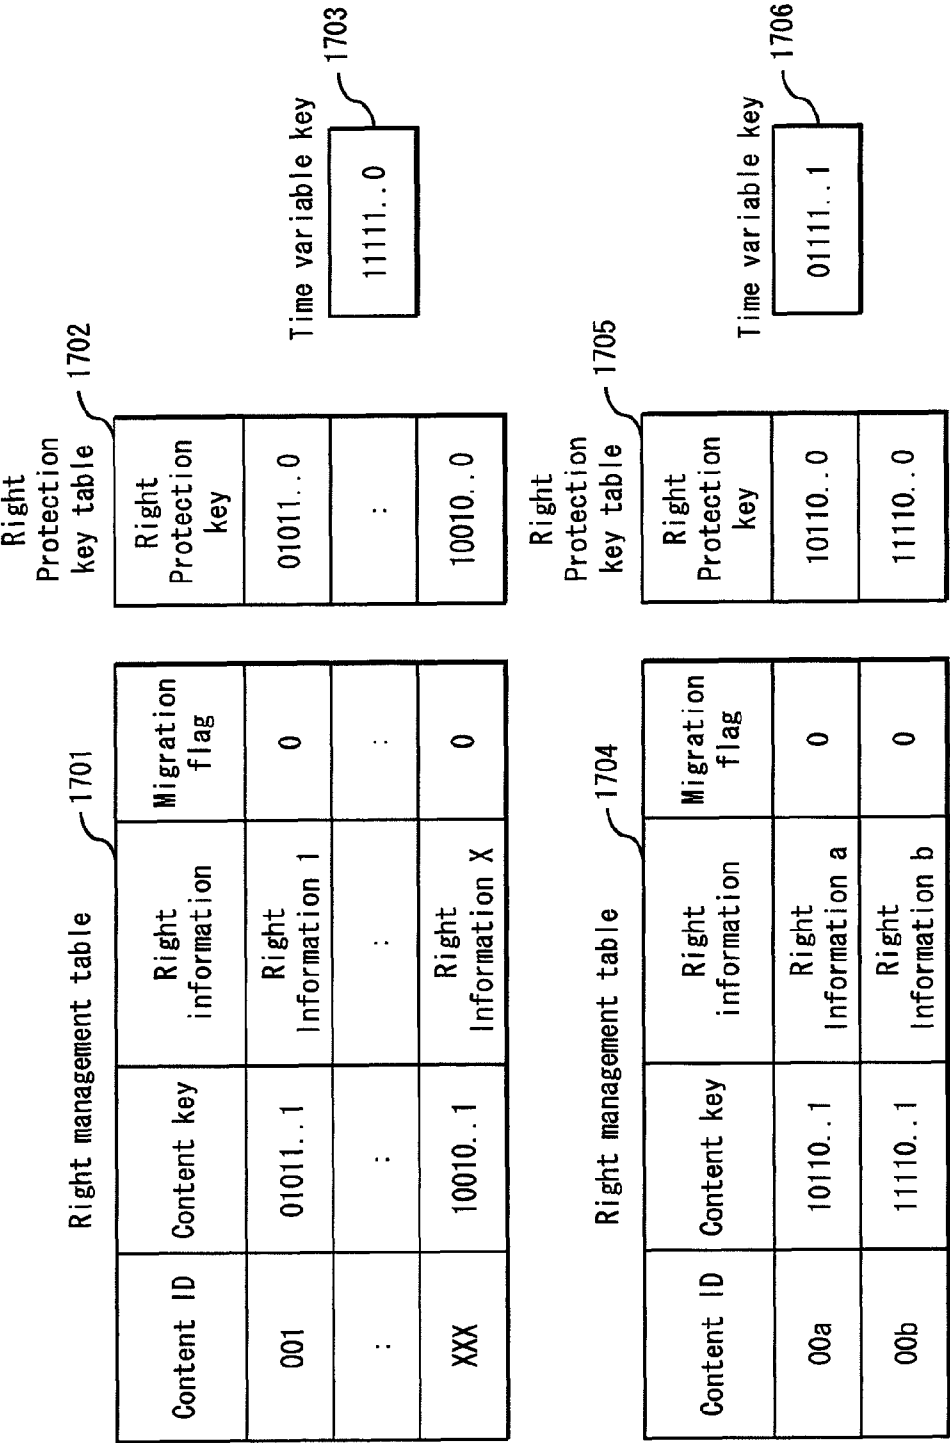 Right management table
1701
Content ID
Content key
Right
information
Migration
flag
001
01011..1
Right
Information 1
0
:
:
:
:
XXX
10010..1
Right
Information X
0
Right
Protection
key table
1702
Right
Protection
key
01011..0
:
10010..0
Time variable key
1703
11111..0
Right management table
1704
Content ID
Content key
Right
information
Migration
flag
00a
10110..1
Right
Information a
0
00b
11110..1
Right
Information b
0
Right
Protection
key table
1705
Right
Protection
key
10110..0
11110..0
Time variable key
1706
01111..1